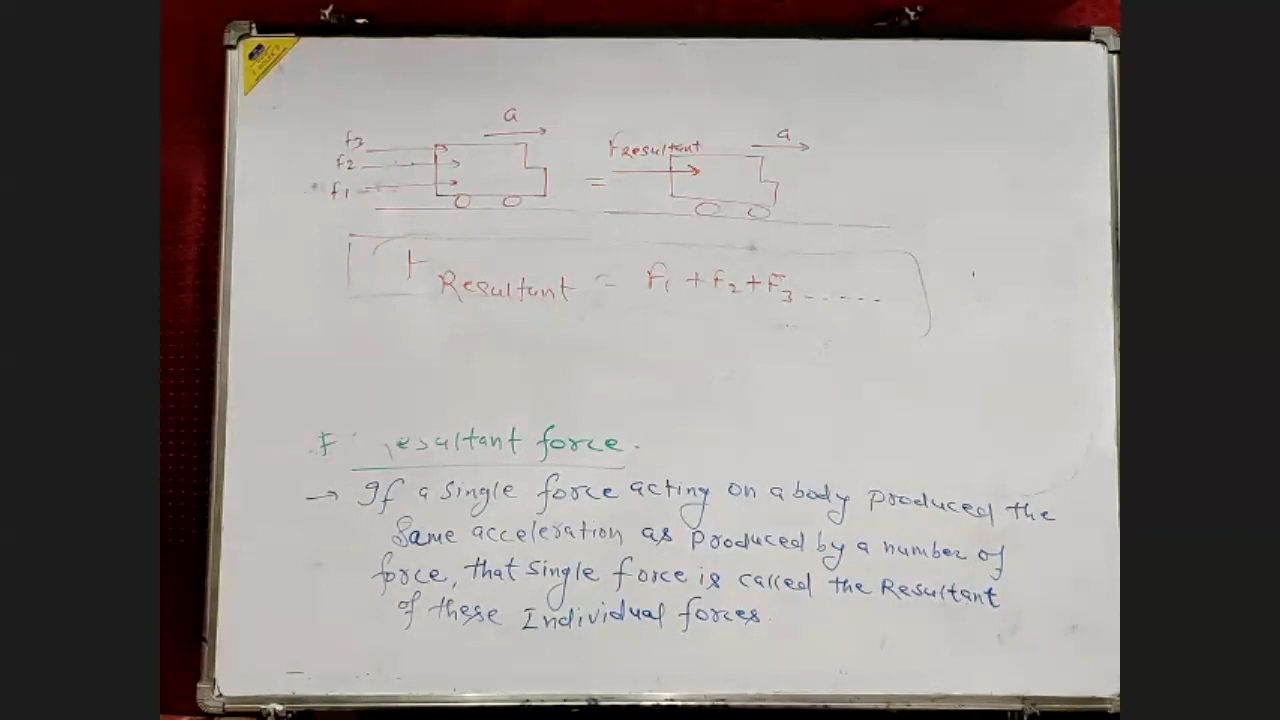 a
a
f3
f2
f1
FResultant
=
F Resultant = F1 + F2 + F3 ......
esultant force.
→ If a single force acting on a body produced the
Same acceleration as produced by a number of
force, that single force is called the Resultant
of these Individual forces.